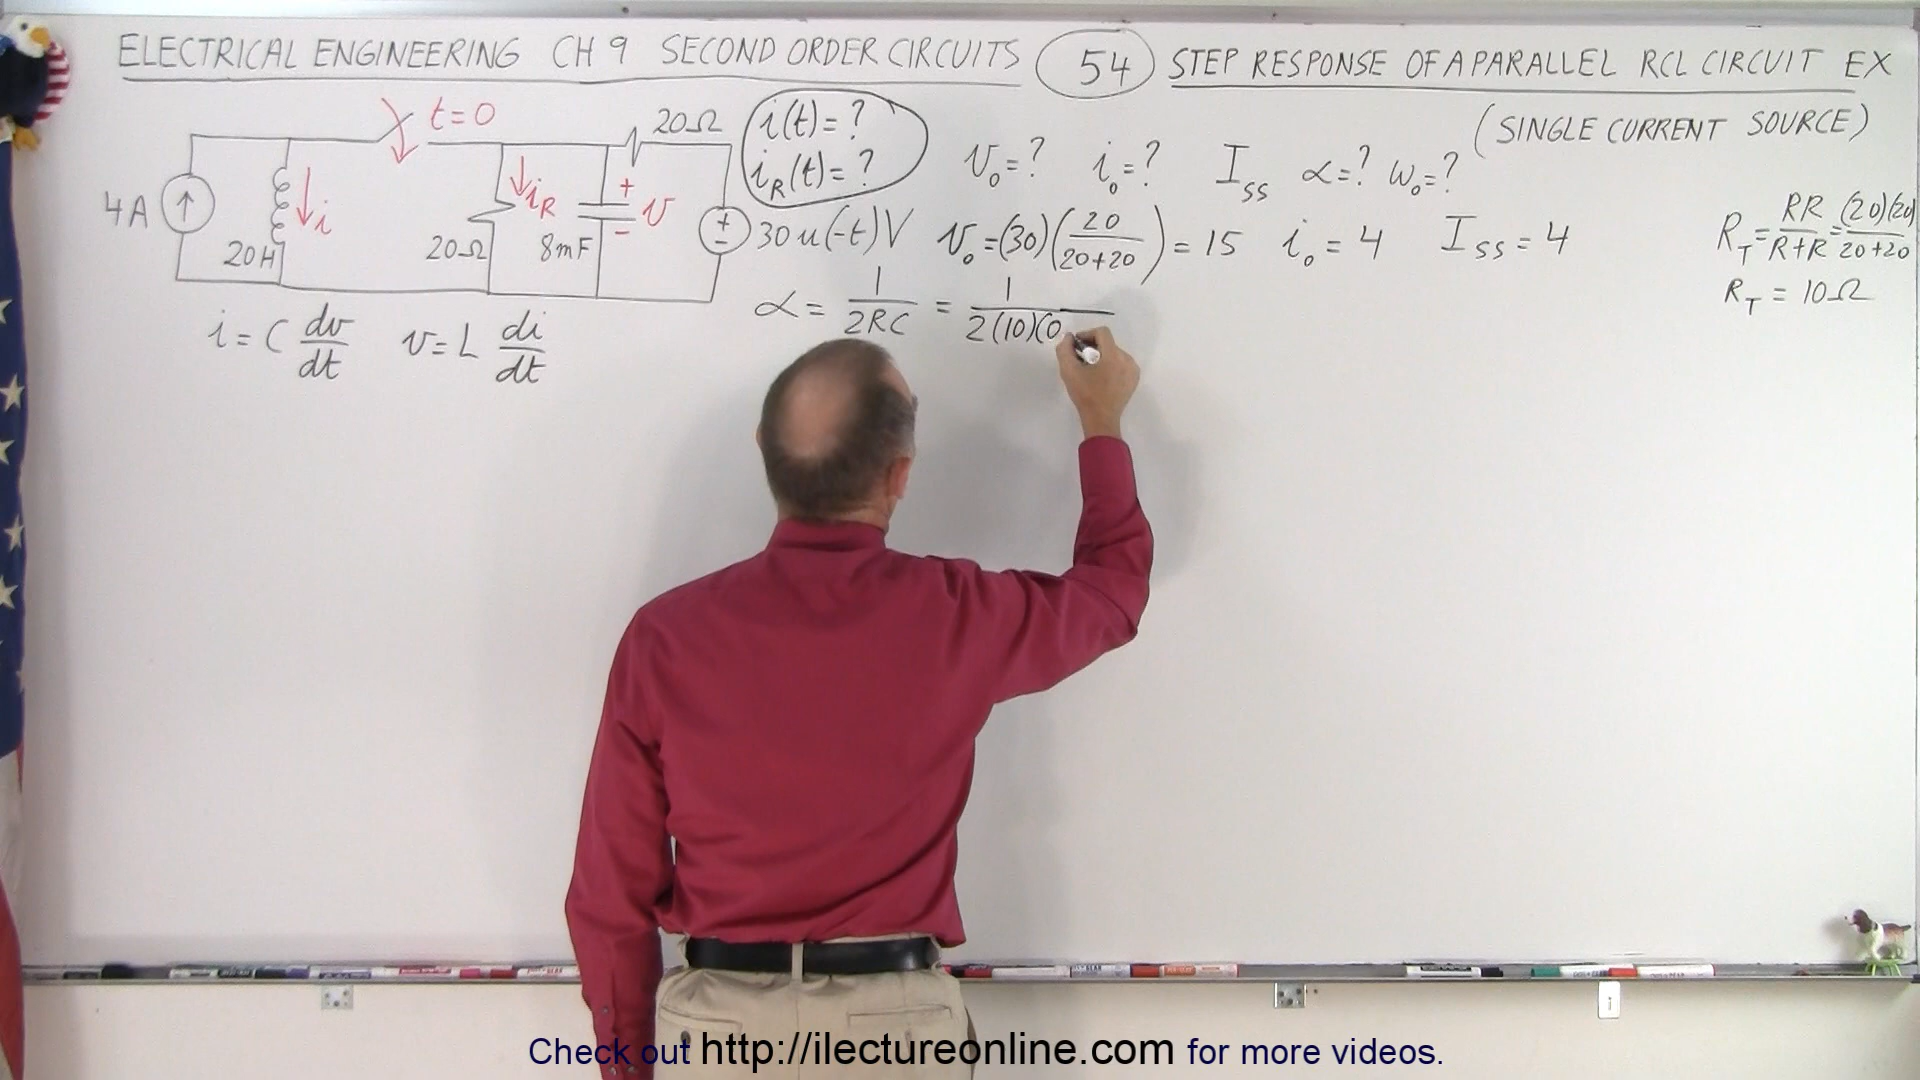 ELECTRICAL ENGINEERING CH 9 SECOND ORDER CIRCUITS 54 STEP RESPONSE OF A PARALLEL RCL CIRCUIT EX
(SINGLE CURRENT SOURCE)
t=0
20Ω
i(t)=?
i_R(t)=?
v₀=? i₀=? I_ss α=? ω₀=?
4A
i
20H
i_R
20Ω
8mF
+
v
-
+
-
30u(-t)V
v₀=(30)(20/(20+20))=15 i₀=4 I_ss=4
R_T=RR/(R+R)=(20)(20)/(20+20)
R_T=10Ω
α=1/(2RC)=1/(2(10)(0
i=C dv/dt v=L di/dt
Check out http://ilectureonline.com for more videos.